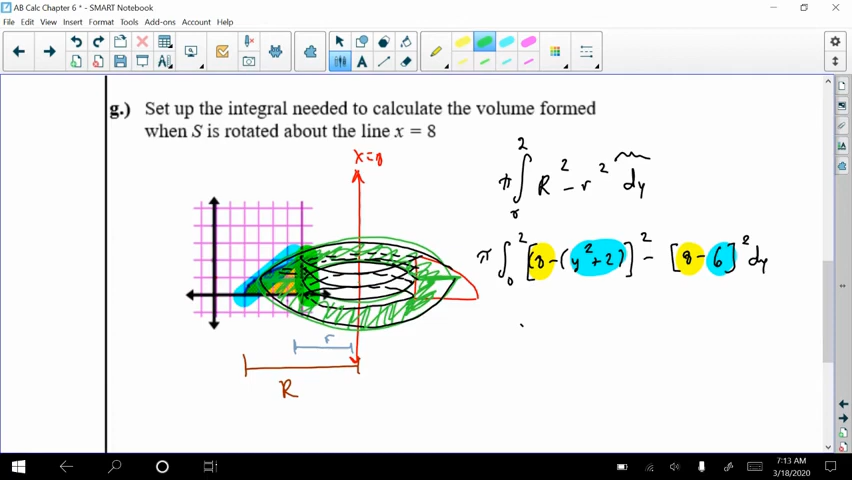 AB Calc Chapter 6 * - SMART Notebook
File Edit View Insert Format Tools Add-ons Account Help
g.) Set up the integral needed to calculate the volume formed
when S is rotated about the line x = 8
x=8
π ∫₀² R² - r² dy
π ∫₀² [8-(y²+2)]² - [8-6]² dy
r
R
7:13 AM
3/18/2020